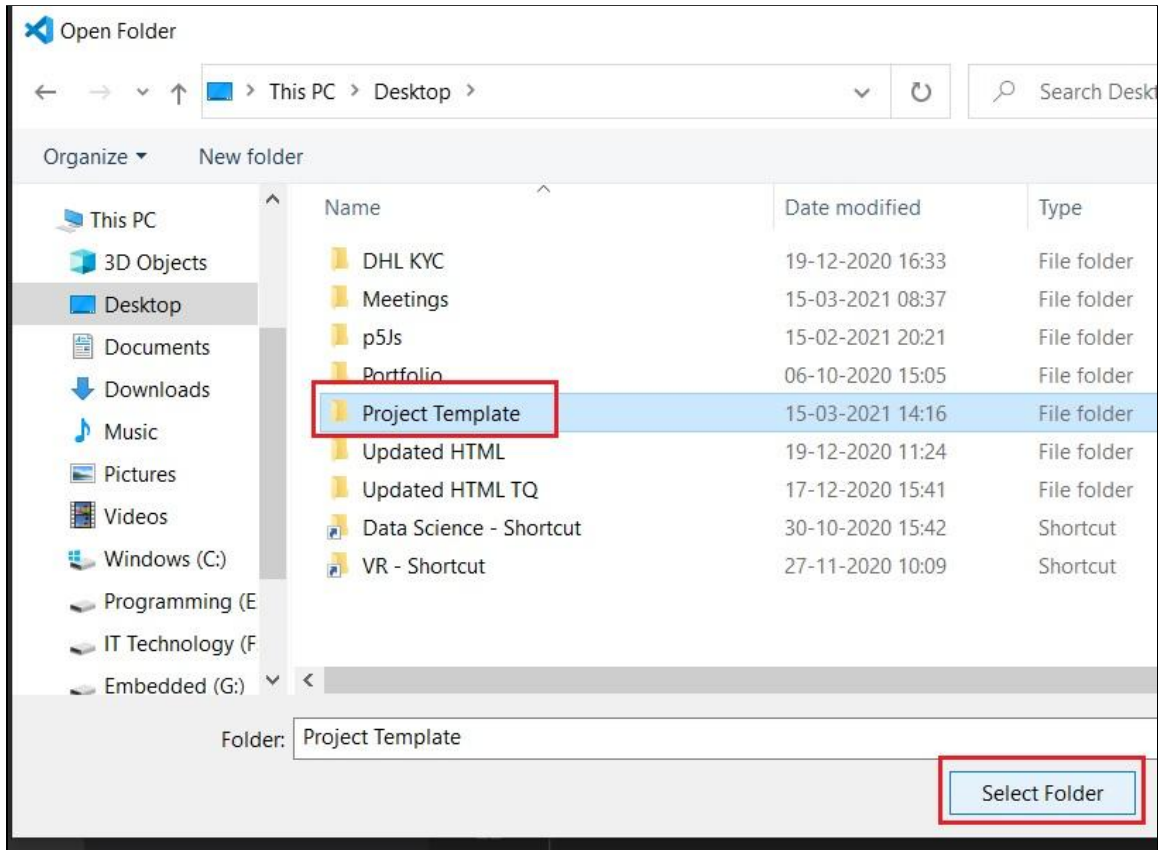 Open Folder
This PC > Desktop >
Search Desk
Organize New folder
Name Date modified Type
This PC
3D Objects
Desktop
Documents
Downloads
Music
Pictures
Videos
Windows (C:)
Programming (E
IT Technology (F
Embedded (G:)
DHL KYC 19-12-2020 16:33 File folder
Meetings 15-03-2021 08:37 File folder
p5Js 15-02-2021 20:21 File folder
Portfolio 06-10-2020 15:05 File folder
Project Template 15-03-2021 14:16 File folder
Updated HTML 19-12-2020 11:24 File folder
Updated HTML TQ 17-12-2020 15:41 File folder
Data Science - Shortcut 30-10-2020 15:42 Shortcut
VR - Shortcut 27-11-2020 10:09 Shortcut
Folder: Project Template
Select Folder